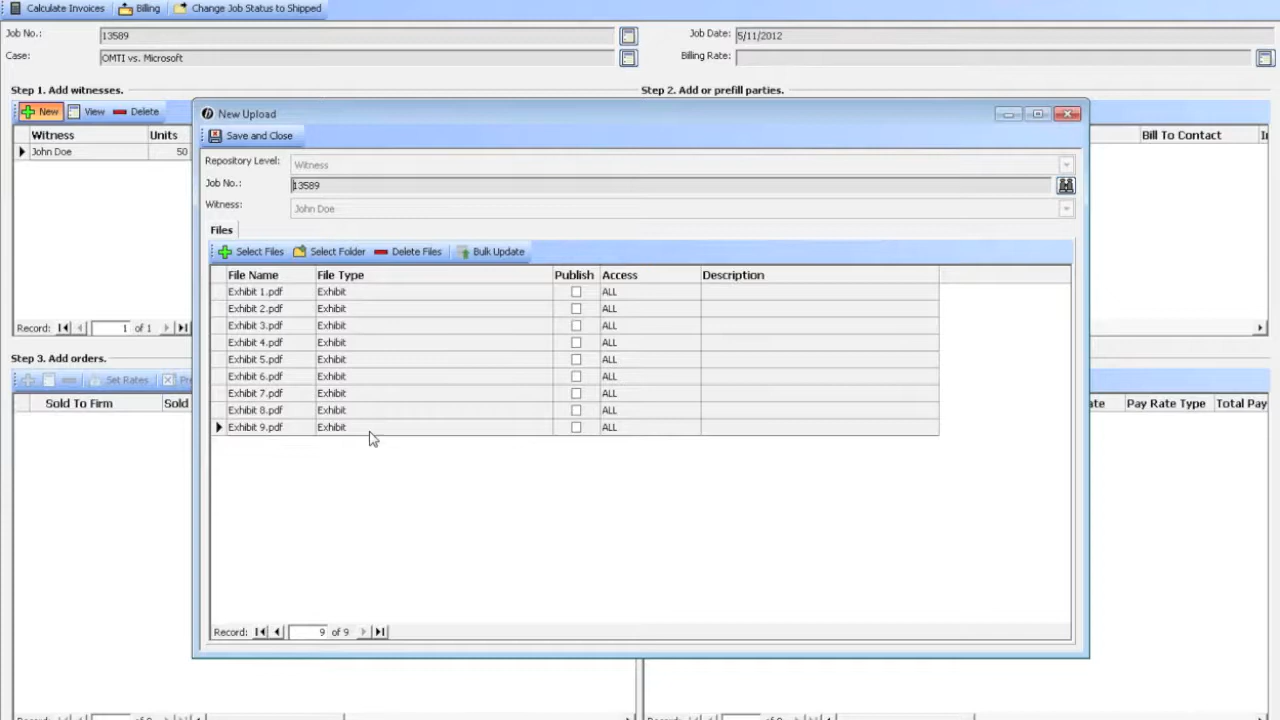 Calculate Invoices Billing Change Job Status to Shipped
Job No.: 13589 Job Date: 5/11/2012
Case: OMTI vs. Microsoft Billing Rate:
Step 1. Add witnesses. Step 2. Add or prefill parties.
New View Delete
Witness Units
John Doe 50
Bill To Contact
Record: 1 of 1
Step 3. Add orders.
Set Rates
Sold To Firm Sold
Pay Rate Type Total Pay
New Upload
Save and Close
Repository Level: Witness
Job No.: 13589
Witness: John Doe
Files
Select Files Select Folder Delete Files Bulk Update
File Name File Type Publish Access Description
Exhibit 1.pdf Exhibit ALL
Exhibit 2.pdf Exhibit ALL
Exhibit 3.pdf Exhibit ALL
Exhibit 4.pdf Exhibit ALL
Exhibit 5.pdf Exhibit ALL
Exhibit 6.pdf Exhibit ALL
Exhibit 7.pdf Exhibit ALL
Exhibit 8.pdf Exhibit ALL
Exhibit 9.pdf Exhibit ALL
Record: 9 of 9